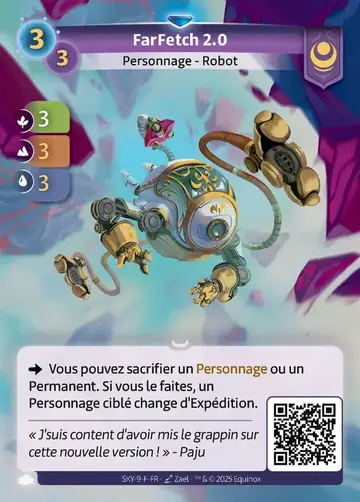 3
3
FarFetch 2.0
Personnage - Robot
3
3
3
➔ Vous pouvez sacrifier un Personnage ou un
Permanent. Si vous le faites, un
Personnage ciblé change d'Expédition.
« J'suis content d'avoir mis le grappin sur
cette nouvelle version ! » - Paju
SKY-9-F-FR - Zael - ™ & © 2025 Equinox